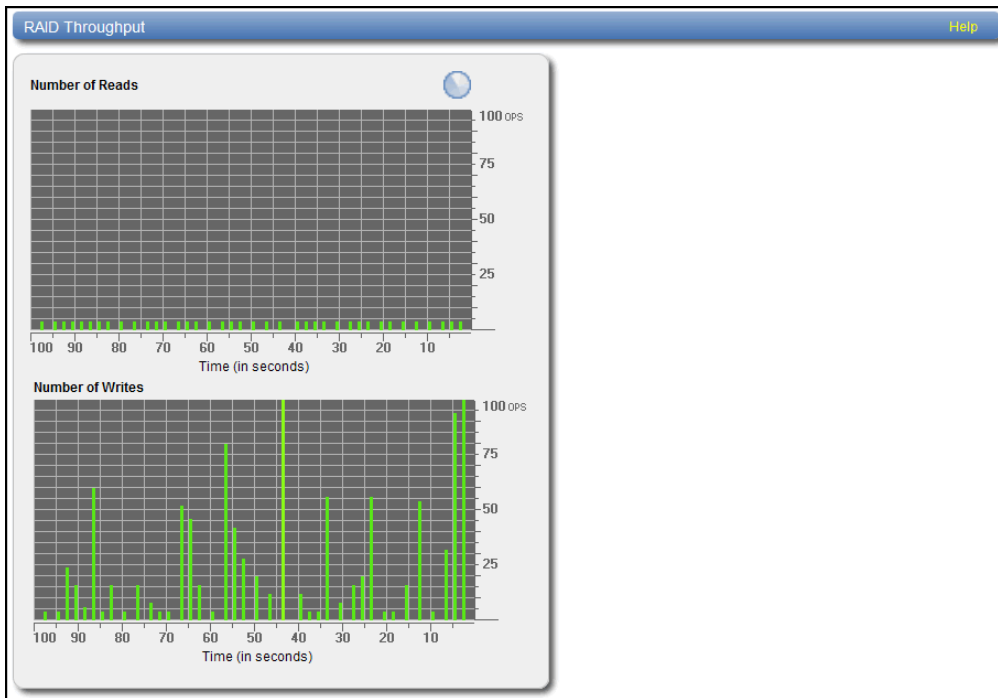 RAID Throughput Help
Number of Reads
100 OPS
75
50
25
100 90 80 70 60 50 40 30 20 10
Time (in seconds)
Number of Writes
100 OPS
75
50
25
100 90 80 70 60 50 40 30 20 10
Time (in seconds)